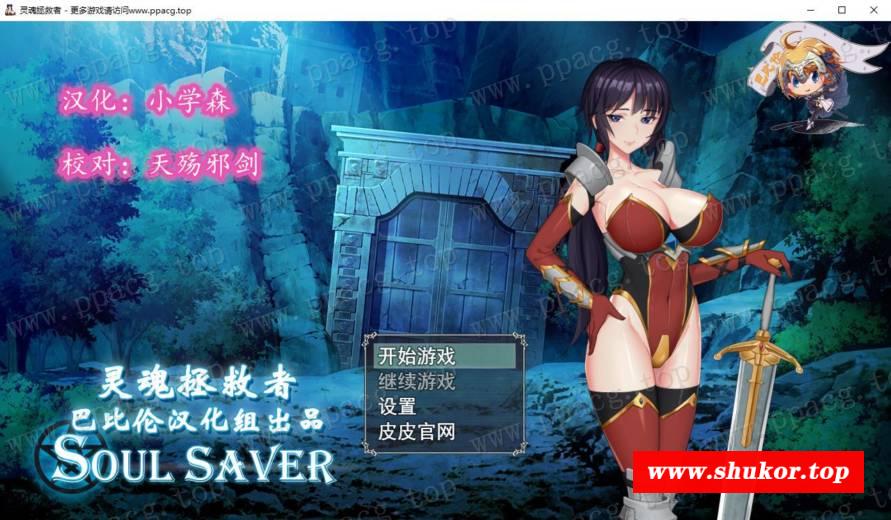 灵魂拯救者 - 更多游戏请访问www.ppacg.top
汉化：小学森
校对：天殇邪剑
开始游戏
继续游戏
设置
皮皮官网
灵魂拯救者
巴比伦汉化组出品
SOUL SAVER
www.shukor.top
www.ppacg.top